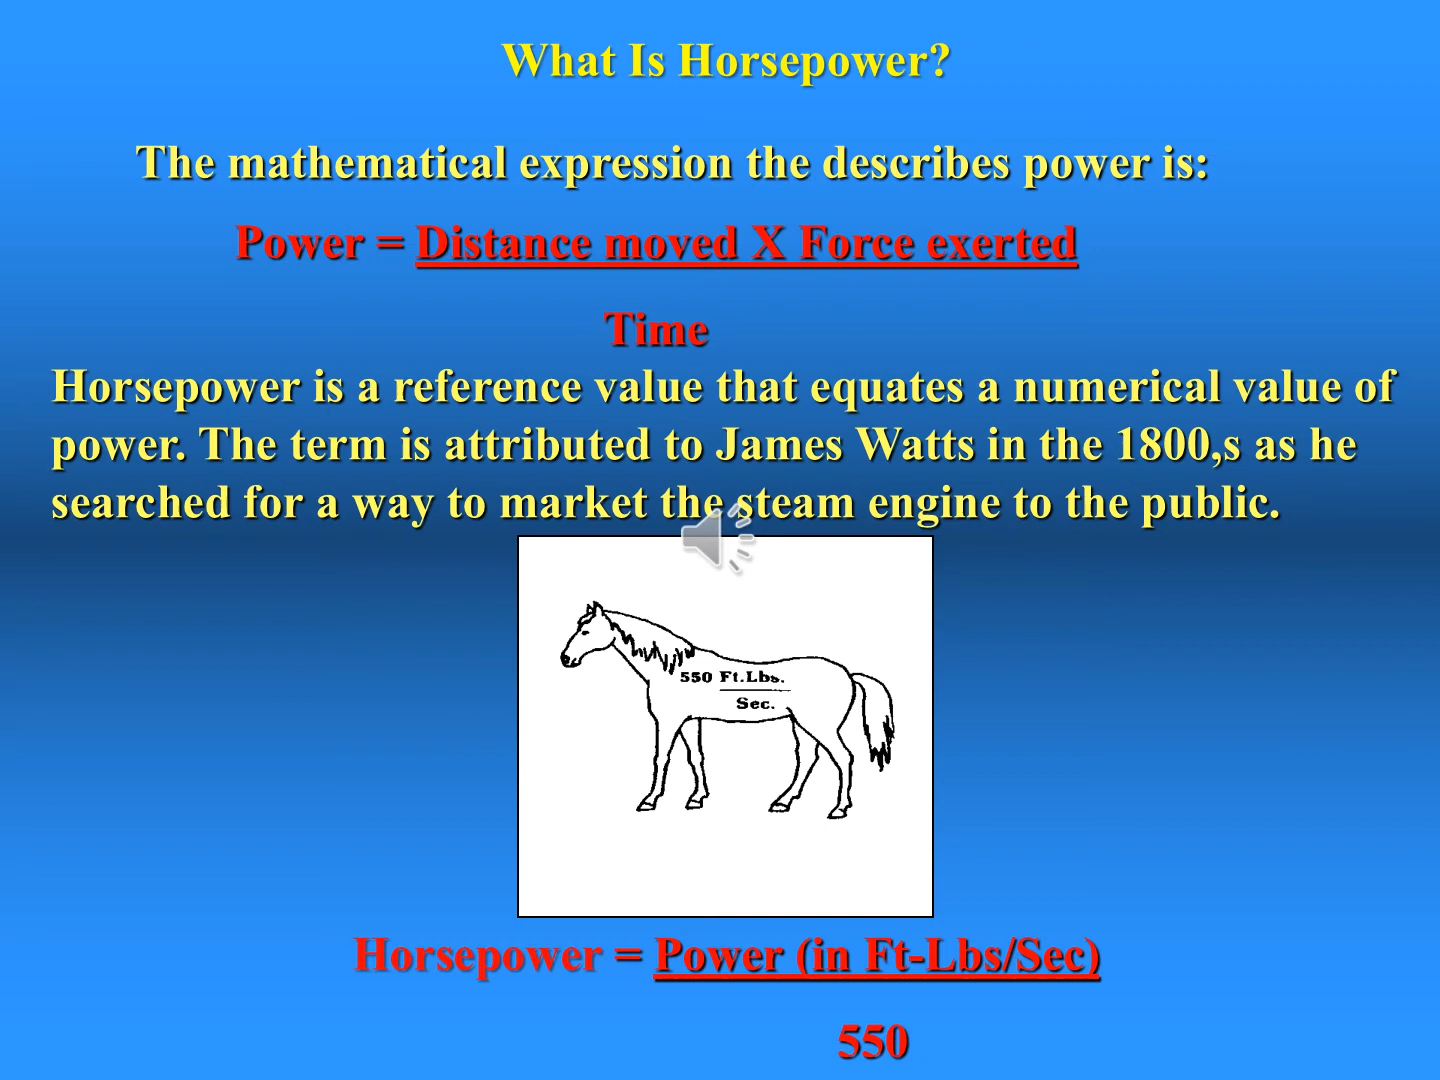 What Is Horsepower?
The mathematical expression the describes power is:
Power = Distance moved X Force exerted
Time
Horsepower is a reference value that equates a numerical value of
power. The term is attributed to James Watts in the 1800,s as he
searched for a way to market the steam engine to the public.
550 Ft.Lbs.
Sec.
Horsepower = Power (in Ft-Lbs/Sec)
550